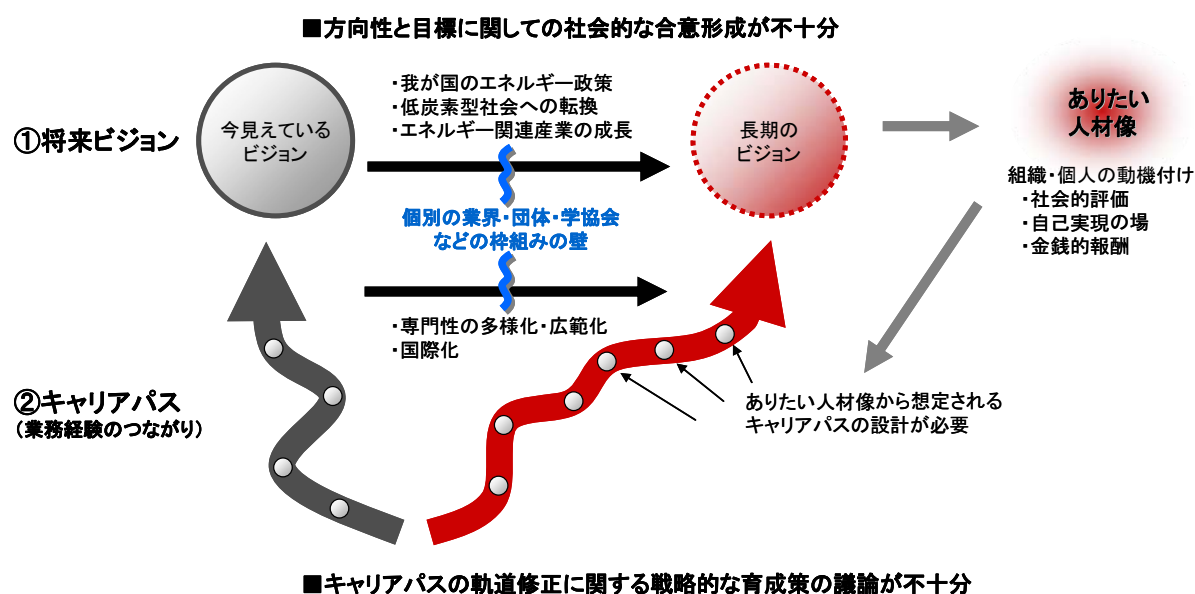 ■方向性と目標に関しての社会的な合意形成が不十分
①将来ビジョン
今見えている
ビジョン
・我が国のエネルギー政策
・低炭素型社会への転換
・エネルギー関連産業の成長
長期の
ビジョン
ありたい
人材像
組織・個人の動機付け
・社会的評価
・自己実現の場
・金銭的報酬
個別の業界・団体・学協会
などの枠組みの壁
・専門性の多様化・広範化
・国際化
②キャリアパス
（業務経験のつながり）
ありたい人材像から想定される
キャリアパスの設計が必要
■キャリアパスの軌道修正に関する戦略的な育成策の議論が不十分